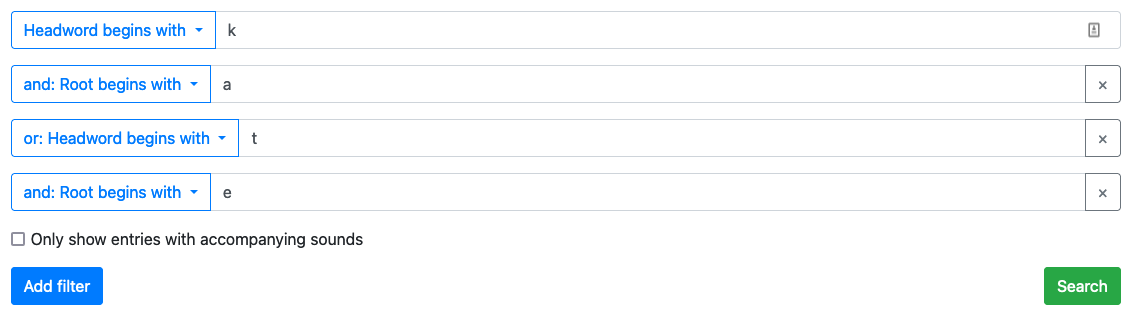 Headword begins with k
and: Root begins with a ×
or: Headword begins with t ×
and: Root begins with e ×
Only show entries with accompanying sounds
Add filter Search